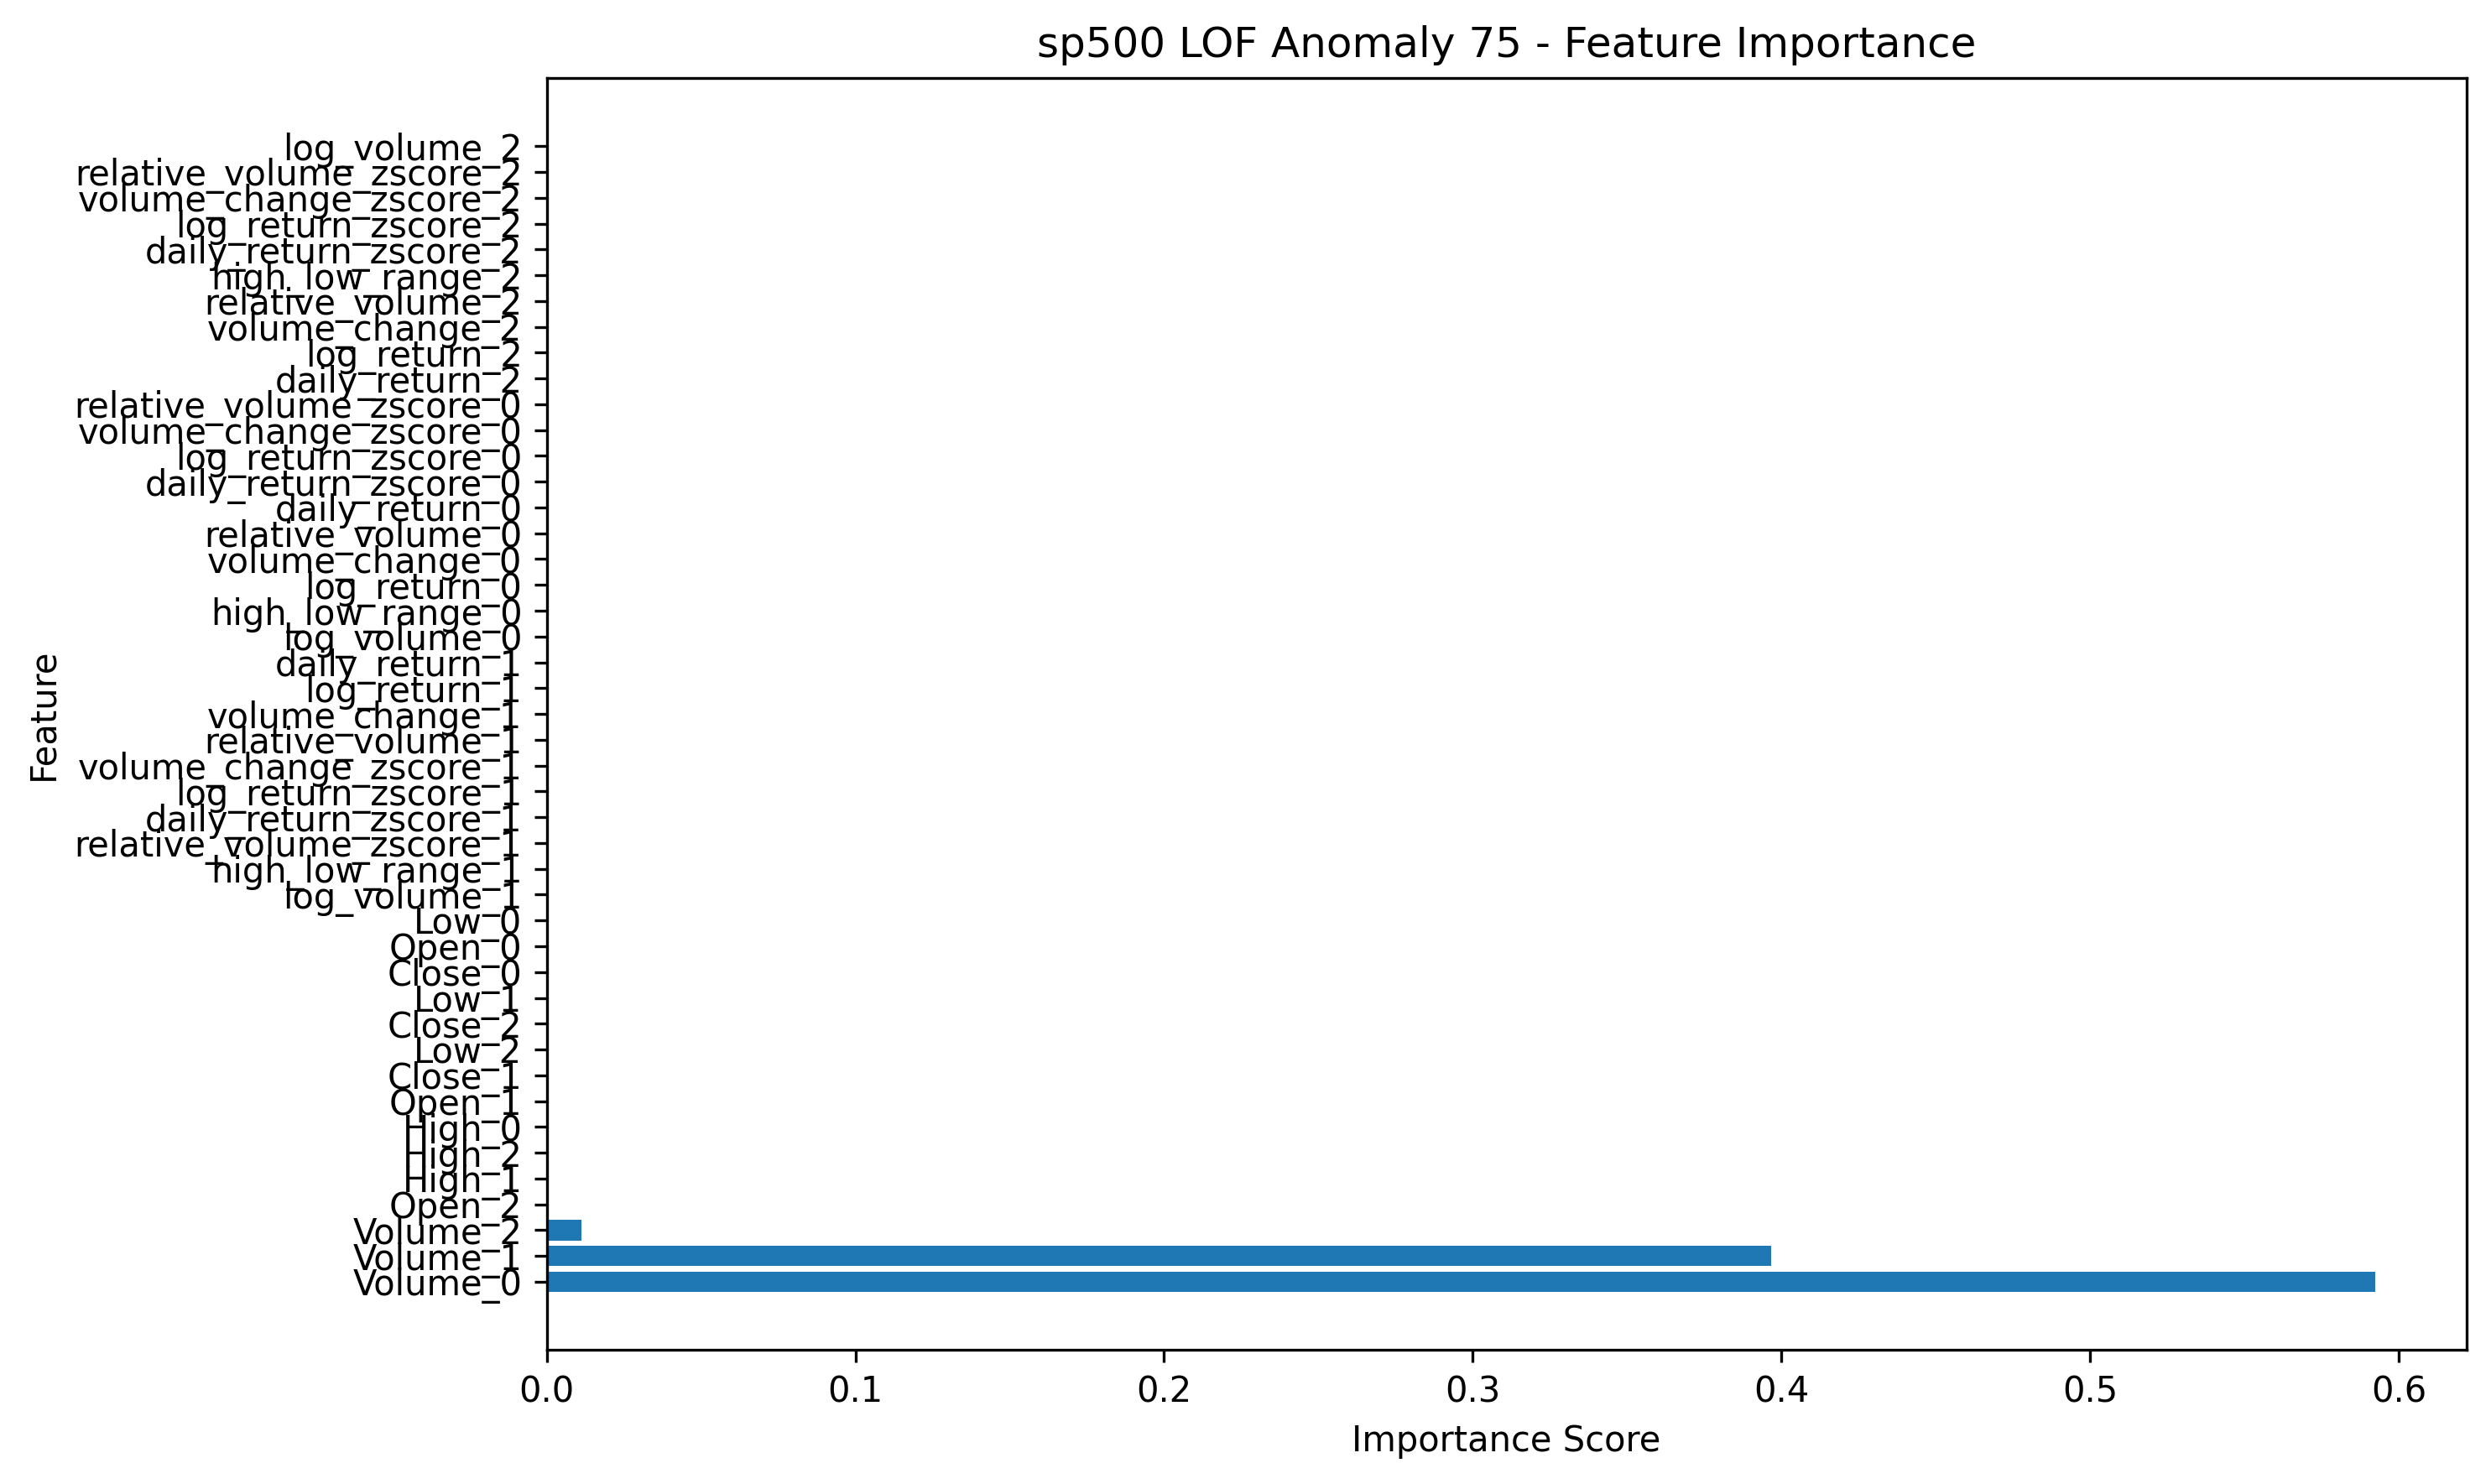 sp500 LOF Anomaly 75 - Feature Importance
log_volume_2
relative_volume_zscore_2
volume_change_zscore_2
log_return_zscore_2
daily_return_zscore_2
high_low_range_2
relative_volume_2
volume_change_2
log_return_2
daily_return_2
relative_volume_zscore_0
volume_change_zscore_0
log_return_zscore_0
daily_return_zscore_0
daily_return_0
relative_volume_0
volume_change_0
log_return_0
high_low_range_0
log_volume_0
daily_return_1
log_return_1
volume_change_1
relative_volume_1
volume_change_zscore_1
log_return_zscore_1
daily_return_zscore_1
relative_volume_zscore_1
high_low_range_1
log_volume_1
Low_0
Open_0
Close_0
Low_1
Close_2
Low_2
Close_1
Open_1
High_0
High_2
High_1
Open_2
Volume_2
Volume_1
Volume_0
Feature
0.0 0.1 0.2 0.3 0.4 0.5 0.6
Importance Score